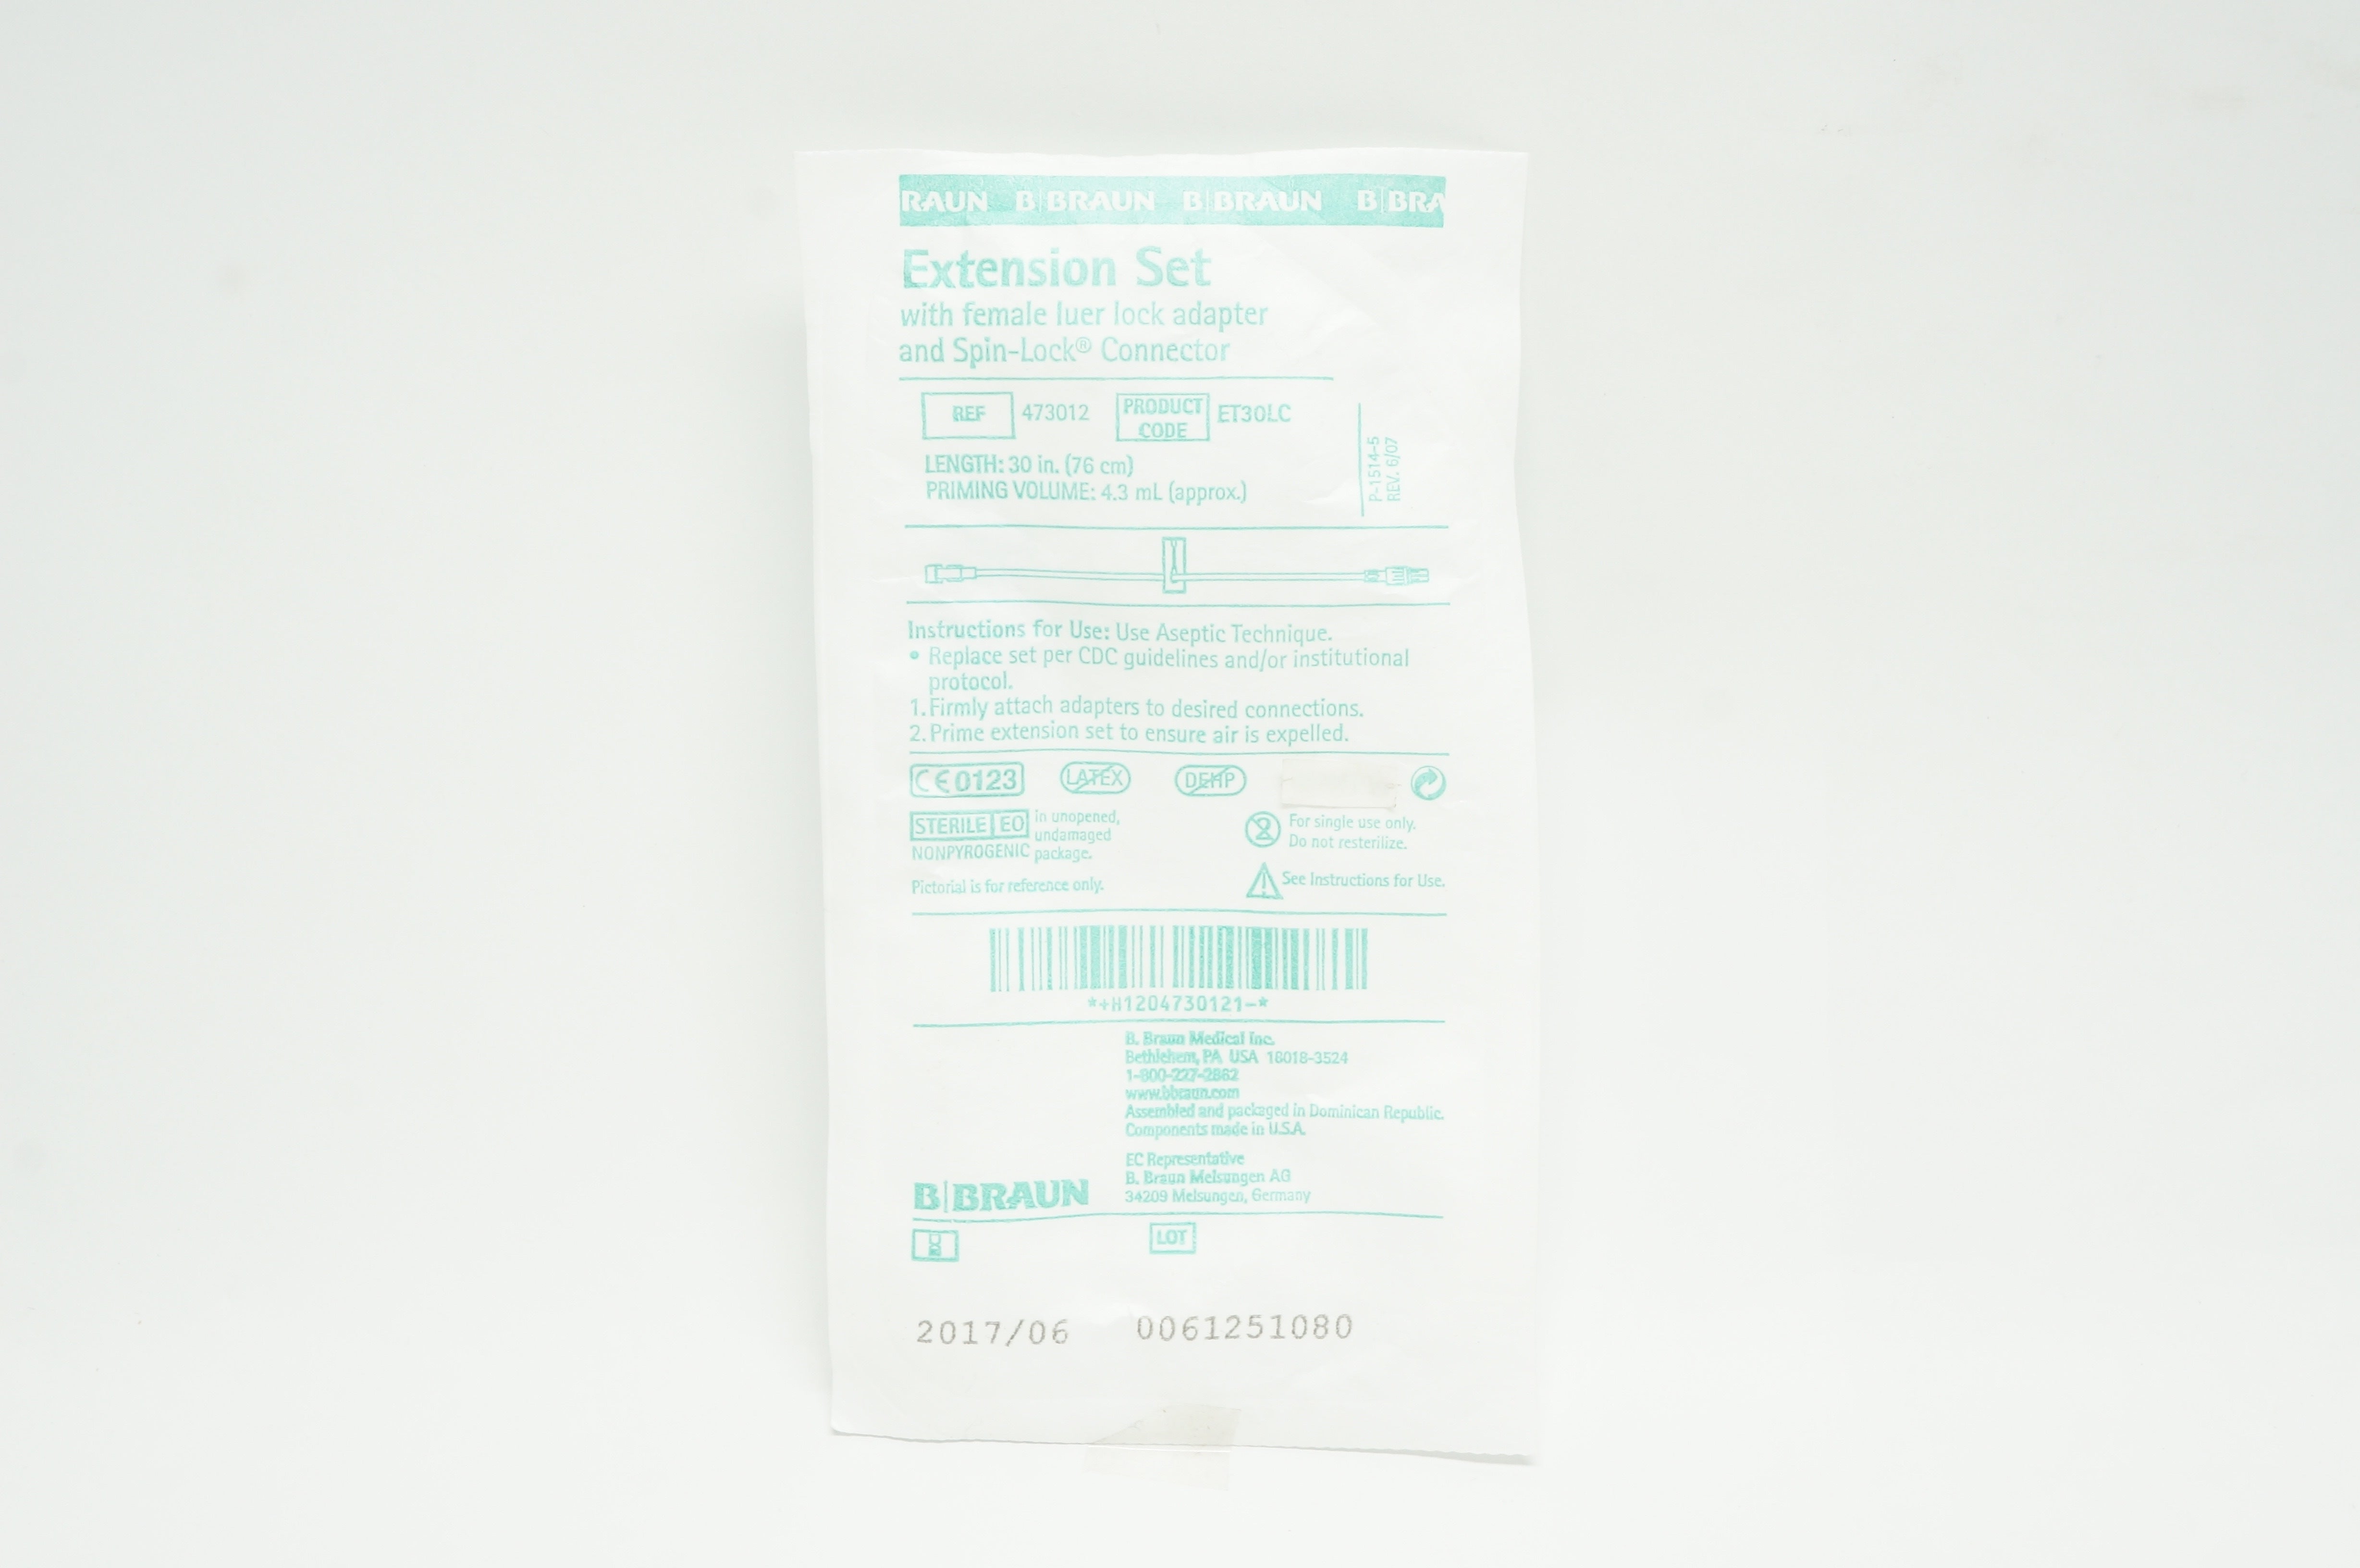 RAUN B|BRAUN B|BRAUN B|BRA
Extension Set
with female luer lock adapter
and Spin-Lock® Connector
REF 473012 PRODUCT CODE ET30LC
LENGTH: 30 in. (76 cm)
PRIMING VOLUME: 4.3 mL (approx.)
P-1514-5
REV. 6/07
Instructions for Use: Use Aseptic Technique.
• Replace set per CDC guidelines and/or institutional
protocol.
1. Firmly attach adapters to desired connections.
2. Prime extension set to ensure air is expelled.
CE 0123 LATEX DEHP
STERILE EO in unopened,
undamaged
NONPYROGENIC package.
For single use only.
Do not resterilize.
Pictorial is for reference only.
See Instructions for Use.
*+H1204730121-*
B. Braun Medical Inc.
Bethlehem, PA USA 18018-3524
1-800-227-2862
www.bbraun.com
Assembled and packaged in Dominican Republic.
Components made in U.S.A.
EC Representative
B. Braun Melsungen AG
34209 Melsungen, Germany
B|BRAUN
LOT
2017/06 0061251080